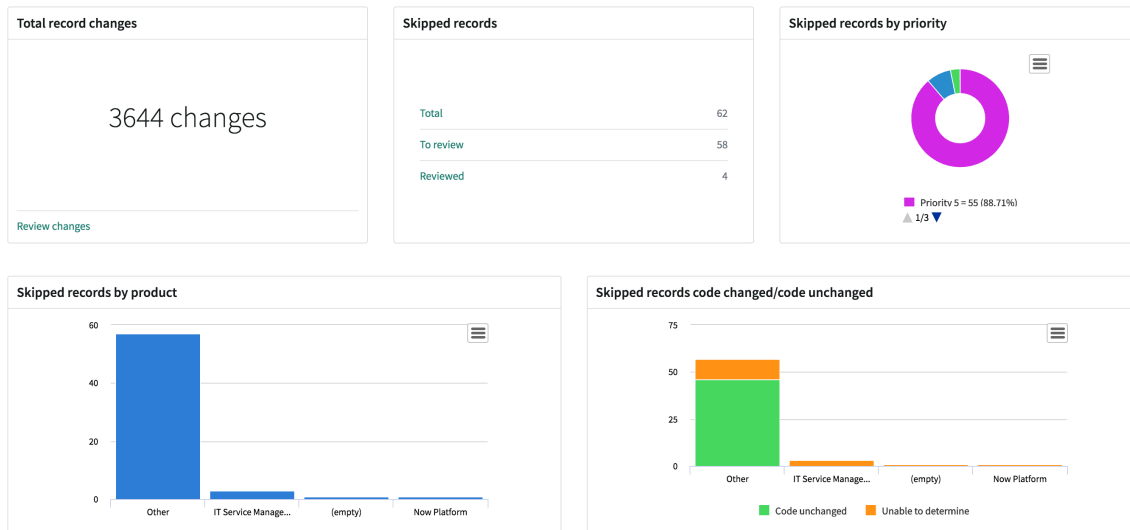 Total record changes
3644 changes
Review changes
Skipped records
Total 62
To review 58
Reviewed 4
Skipped records by priority
Priority 5 = 55 (88.71%)
1/3
Skipped records by product
60
40
20
0
Other IT Service Manage... (empty) Now Platform
Skipped records code changed/code unchanged
75
50
25
0
Other IT Service Manage... (empty) Now Platform
Code unchanged Unable to determine